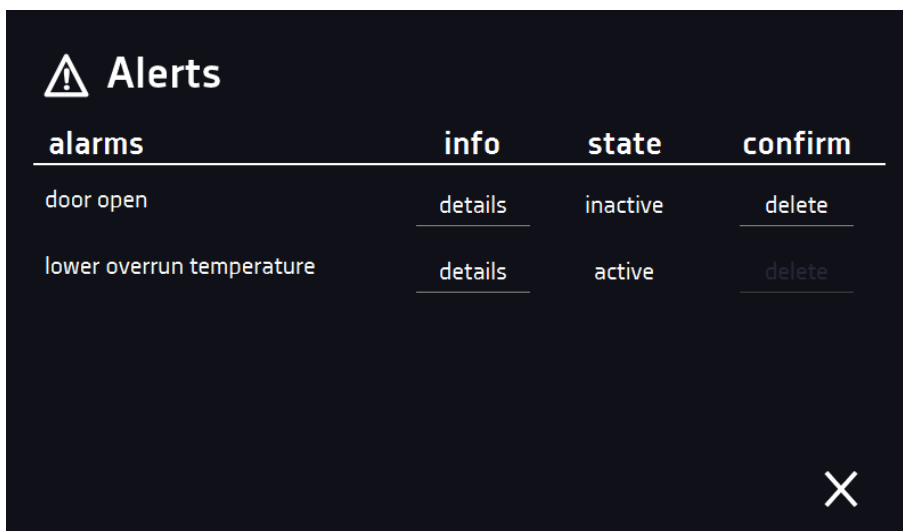 Alerts
alarms info state confirm
door open details inactive delete
lower overrun temperature details active delete